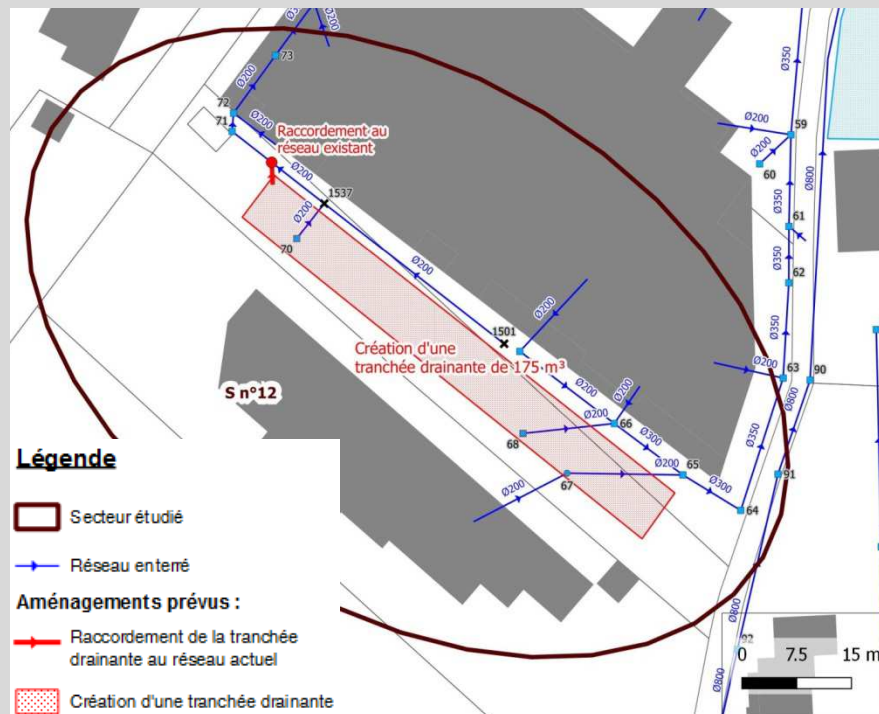 Ø200
Ø200
73
Ø200
72
71
Ø200
Raccordement au
réseau existant
Ø200
1537
Ø200
70
Ø200
Ø350
Ø200
59
Ø200
60
Ø800
Ø350
61
Ø350
62
Ø200
1501
Ø350
Création d'une
tranchée drainante de 175 m³
Ø200
63
90
Ø200
Ø200
Ø800
S n°12
66
Ø200
68
Ø300
Ø350
Ø200
65
67
91
Ø300
Ø200
64
Légende
Secteur étudié
Réseau enterré
Aménagements prévus :
Raccordement de la tranchée
drainante au réseau actuel
Création d'une tranchée drainante
Ø800
92
0 7.5 15 m
Ø800